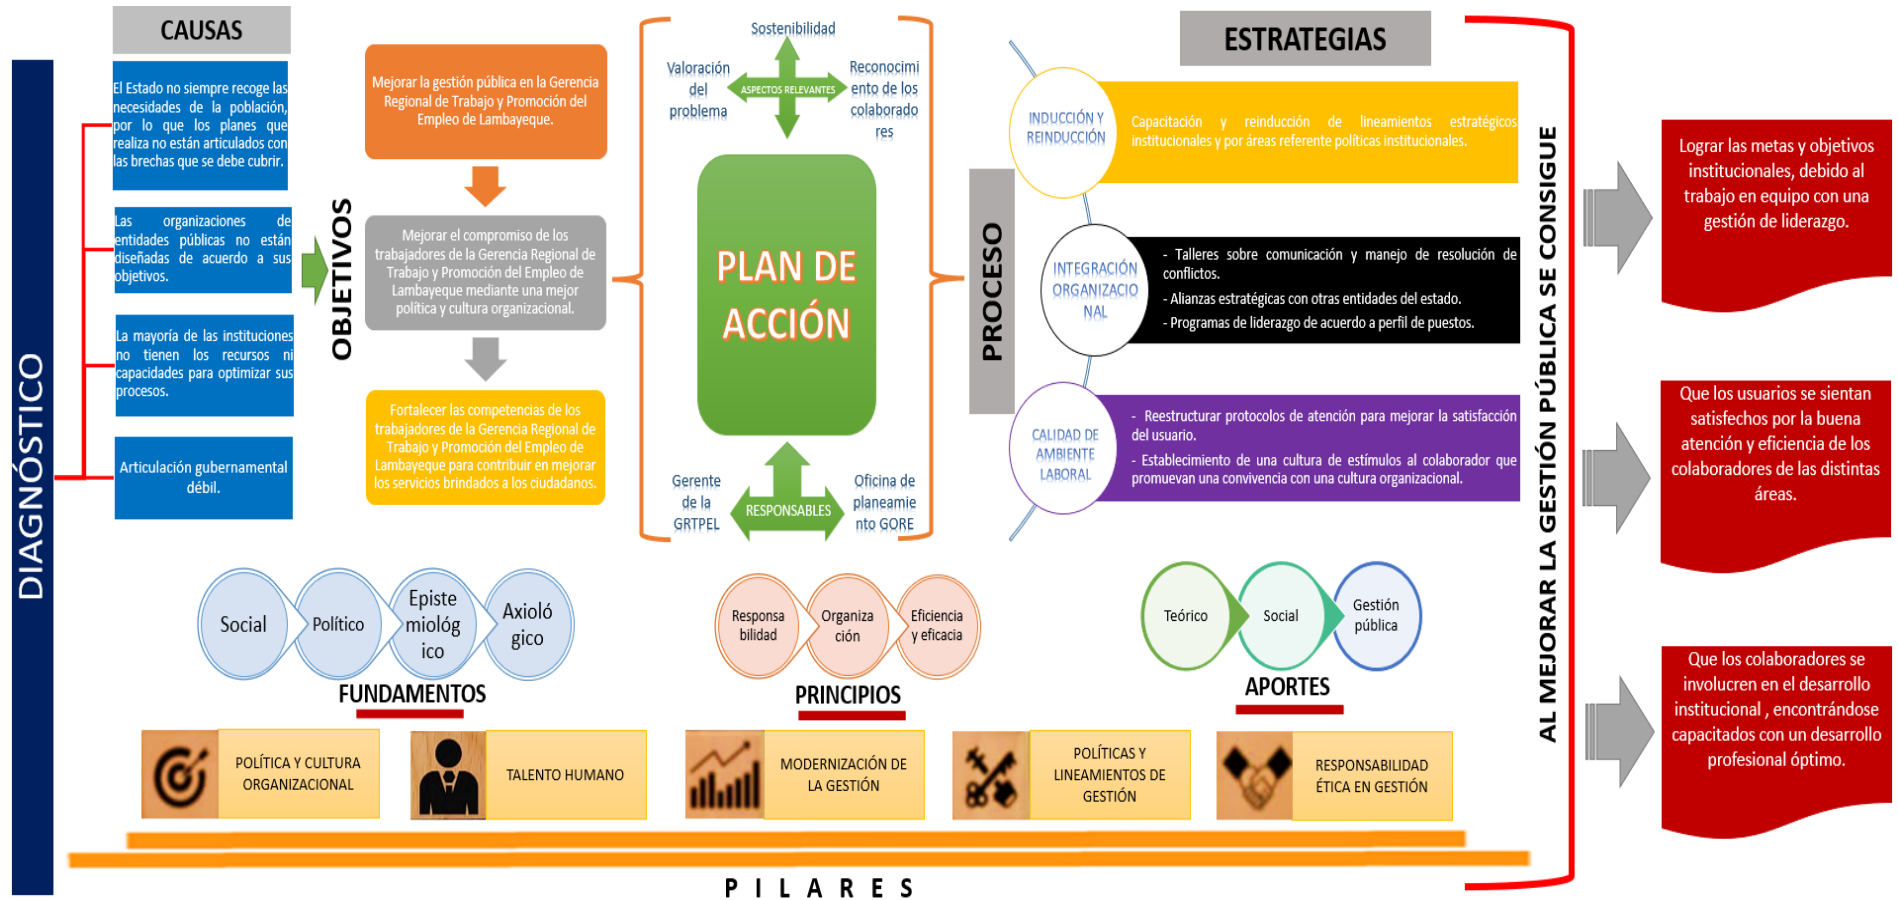 DIAGNÓSTICO
CAUSAS
El Estado no siempre recoge las
necesidades de la población,
por lo que los planes que
realiza no están articulados con
las brechas que se debe cubrir.
Las organizaciones de
entidades públicas no están
diseñadas de acuerdo a sus
objetivos.
La mayoría de las instituciones
no tienen los recursos ni
capacidades para optimizar sus
procesos.
Articulación gubernamental
débil.
OBJETIVOS
Mejorar la gestión pública en la Gerencia
Regional de Trabajo y Promoción del
Empleo de Lambayeque.
Mejorar el compromiso de los
trabajadores de la Gerencia Regional de
Trabajo y Promoción del Empleo de
Lambayeque mediante una mejor
política y cultura organizacional.
Fortalecer las competencias de los
trabajadores de la Gerencia Regional de
Trabajo y Promoción del Empleo de
Lambayeque para contribuir en mejorar
los servicios brindados a los ciudadanos.
Sostenibilidad
Valoración
del
problema
ASPECTOS RELEVANTES
Reconocimi
ento de los
colaborado
res
PLAN DE
ACCIÓN
Gerente
de la
GRTPEL
RESPONSABLES
Oficina de
planeamie
nto GORE
PROCESO
ESTRATEGIAS
INDUCCIÓN Y
REINDUCCIÓN
Capacitación y reinducción de lineamientos estratégicos
institucionales y por áreas referente políticas institucionales.
INTEGRACIÓN
ORGANIZACIO
NAL
- Talleres sobre comunicación y manejo de resolución de
conflictos.
- Alianzas estratégicas con otras entidades del estado.
- Programas de liderazgo de acuerdo a perfil de puestos.
CALIDAD DE
AMBIENTE
LABORAL
- Reestructurar protocolos de atención para mejorar la satisfacción
del usuario.
- Establecimiento de una cultura de estímulos al colaborador que
promuevan una convivencia con una cultura organizacional.
AL MEJORAR LA GESTIÓN PÚBLICA SE CONSIGUE
Lograr las metas y objetivos
institucionales, debido al
trabajo en equipo con una
gestión de liderazgo.
Que los usuarios se sientan
satisfechos por la buena
atención y eficiencia de los
colaboradores de las distintas
áreas.
Que los colaboradores se
involucren en el desarrollo
institucional , encontrándose
capacitados con un desarrollo
profesional óptimo.
Social
Político
Episte
miológ
ico
Axioló
gico
FUNDAMENTOS
Responsa
bilidad
Organiza
ción
Eficiencia
y eficacia
PRINCIPIOS
Teórico
Social
Gestión
pública
APORTES
POLÍTICA Y CULTURA
ORGANIZACIONAL
TALENTO HUMANO
MODERNIZACIÓN DE
LA GESTIÓN
POLÍTICAS Y
LINEAMIENTOS DE
GESTIÓN
RESPONSABILIDAD
ÉTICA EN GESTIÓN
PILARES